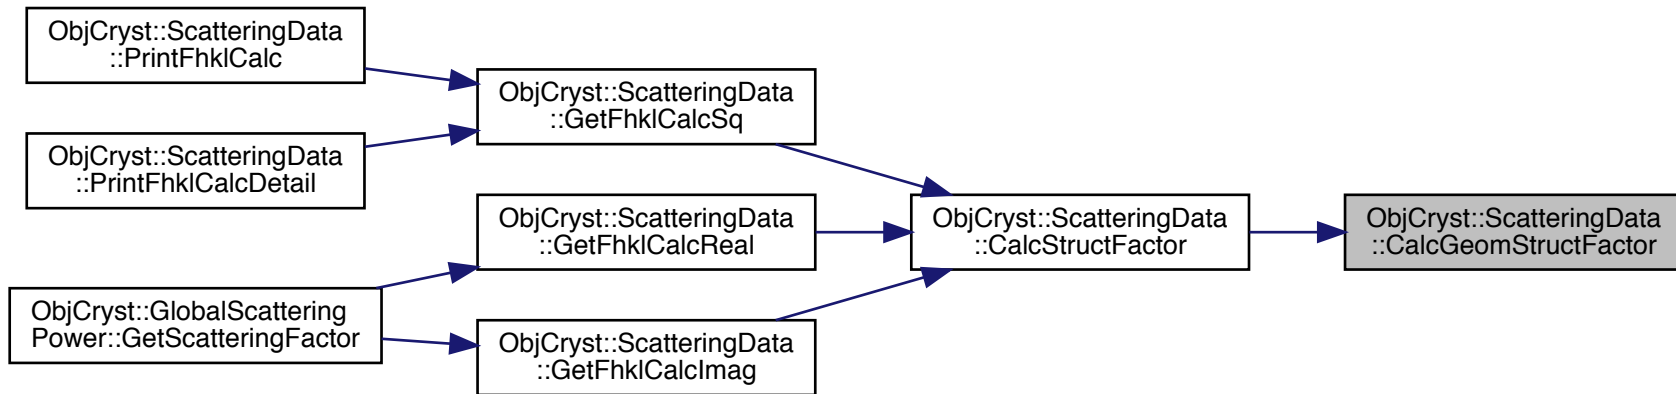 ObjCryst::ScatteringData
::PrintFhklCalc
ObjCryst::ScatteringData
::PrintFhklCalcDetail
ObjCryst::GlobalScattering
Power::GetScatteringFactor
ObjCryst::ScatteringData
::GetFhklCalcSq
ObjCryst::ScatteringData
::GetFhklCalcReal
ObjCryst::ScatteringData
::GetFhklCalcImag
ObjCryst::ScatteringData
::CalcStructFactor
ObjCryst::ScatteringData
::CalcGeomStructFactor